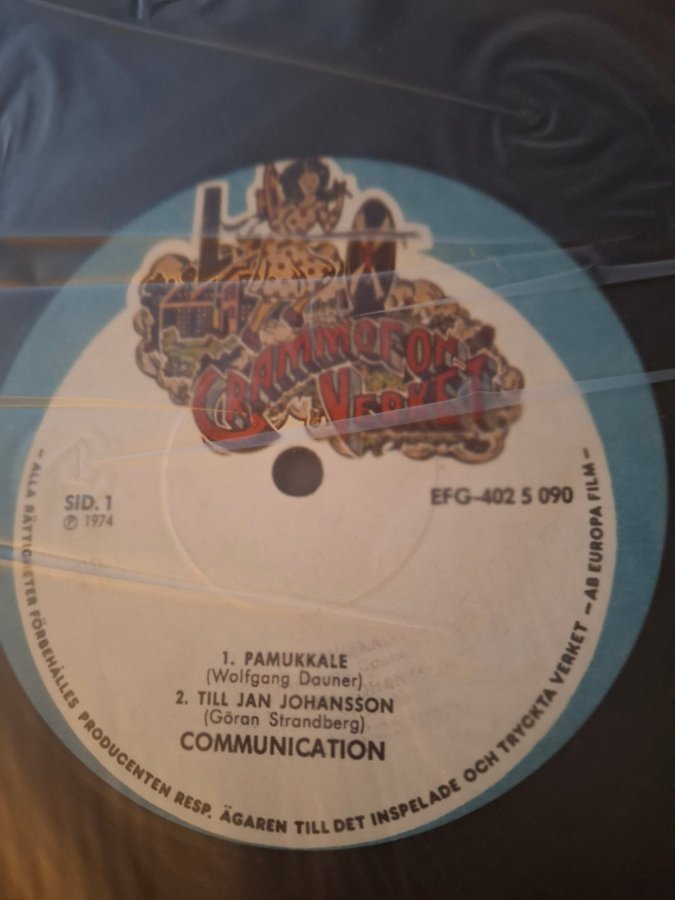 GRAMMOFON
VERKET
SID. 1
℗ 1974
EFG-402 5 090
1. PAMUKKALE
(Wolfgang Dauner)
2. TILL JAN JOHANSSON
(Göran Strandberg)
COMMUNICATION
– ALLA RÄTTIGHETER FÖRBEHÅLLES PRODUCENTEN RESP. ÄGAREN TILL DET INSPELADE OCH TRYCKTA VERKET – AB EUROPA FILM –